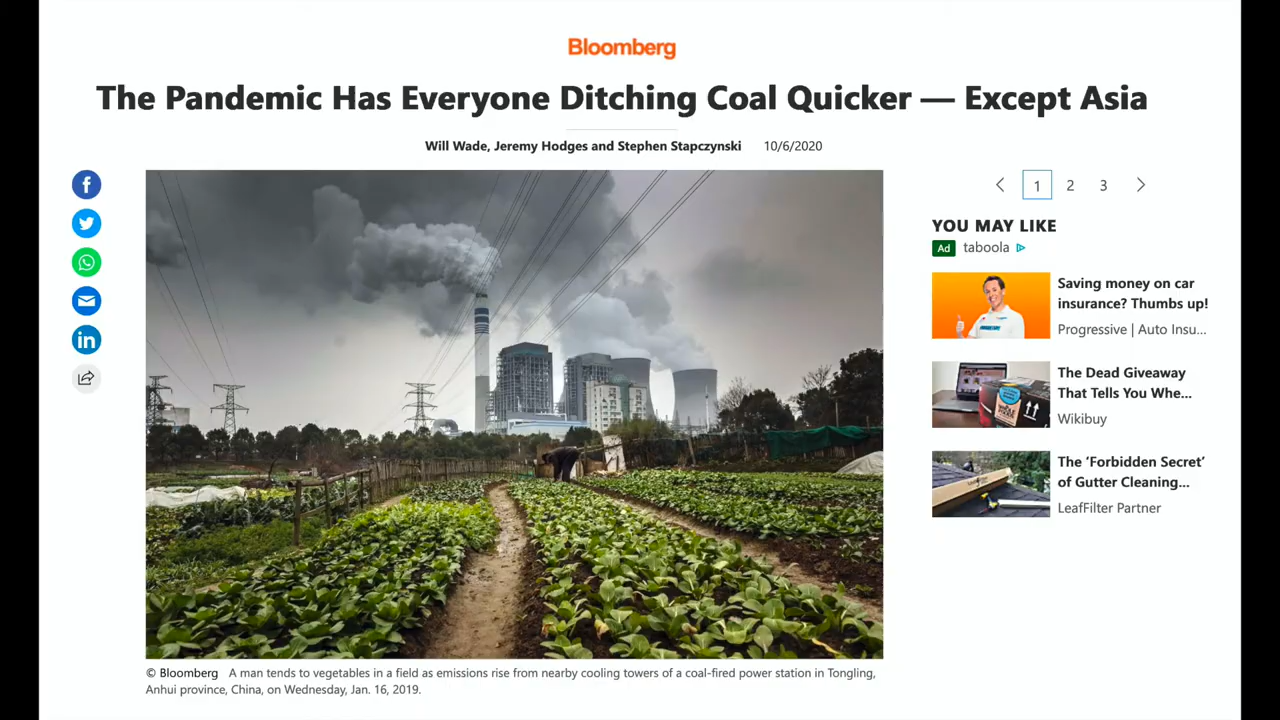 Bloomberg
The Pandemic Has Everyone Ditching Coal Quicker — Except Asia
Will Wade, Jeremy Hodges and Stephen Stapczynski 10/6/2020
1 2 3
YOU MAY LIKE
Ad taboola
Saving money on car
insurance? Thumbs up!
Progressive | Auto Insu...
The Dead Giveaway
That Tells You Whe...
Wikibuy
The ‘Forbidden Secret’
of Gutter Cleaning...
LeafFilter Partner
© Bloomberg A man tends to vegetables in a field as emissions rise from nearby cooling towers of a coal-fired power station in Tongling,
Anhui province, China, on Wednesday, Jan. 16, 2019.